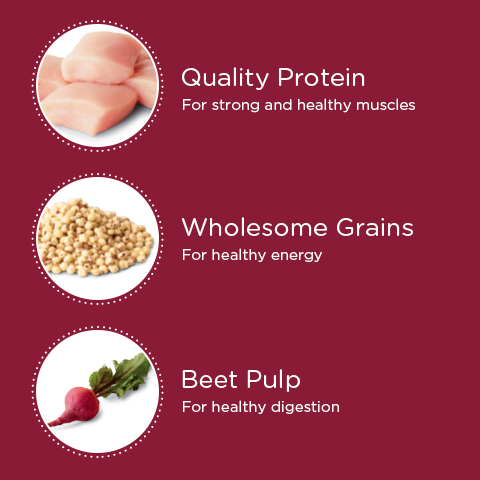 Quality Protein
For strong and healthy muscles
Wholesome Grains
For healthy energy
Beet Pulp
For healthy digestion